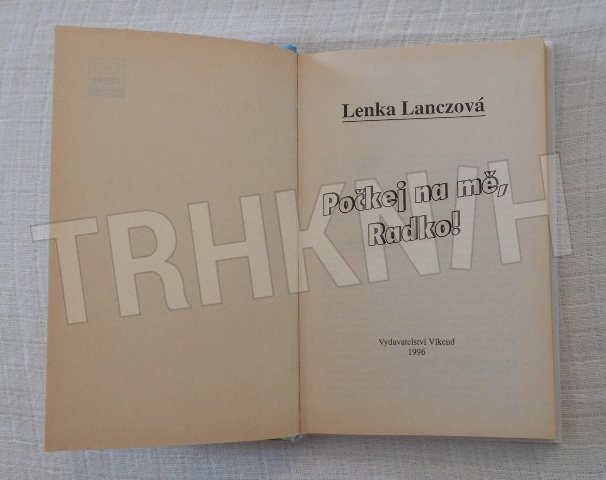 Lenka Lanczová
Počkej na mě,
Radko!
Vydavatelství Víkend
1996
TRHKNIH